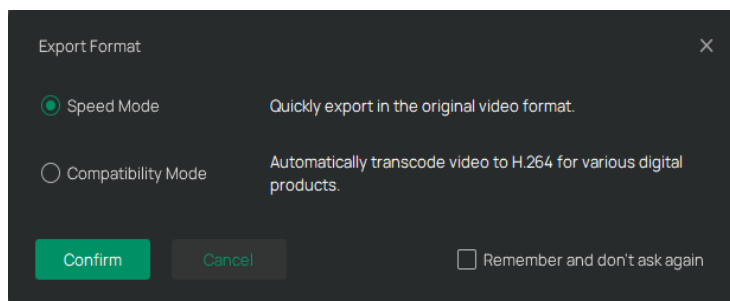 Export Format
Speed Mode
Quickly export in the original video format.
Compatibility Mode
Automatically transcode video to H.264 for various digital
products.
Confirm
Cancel
Remember and don't ask again